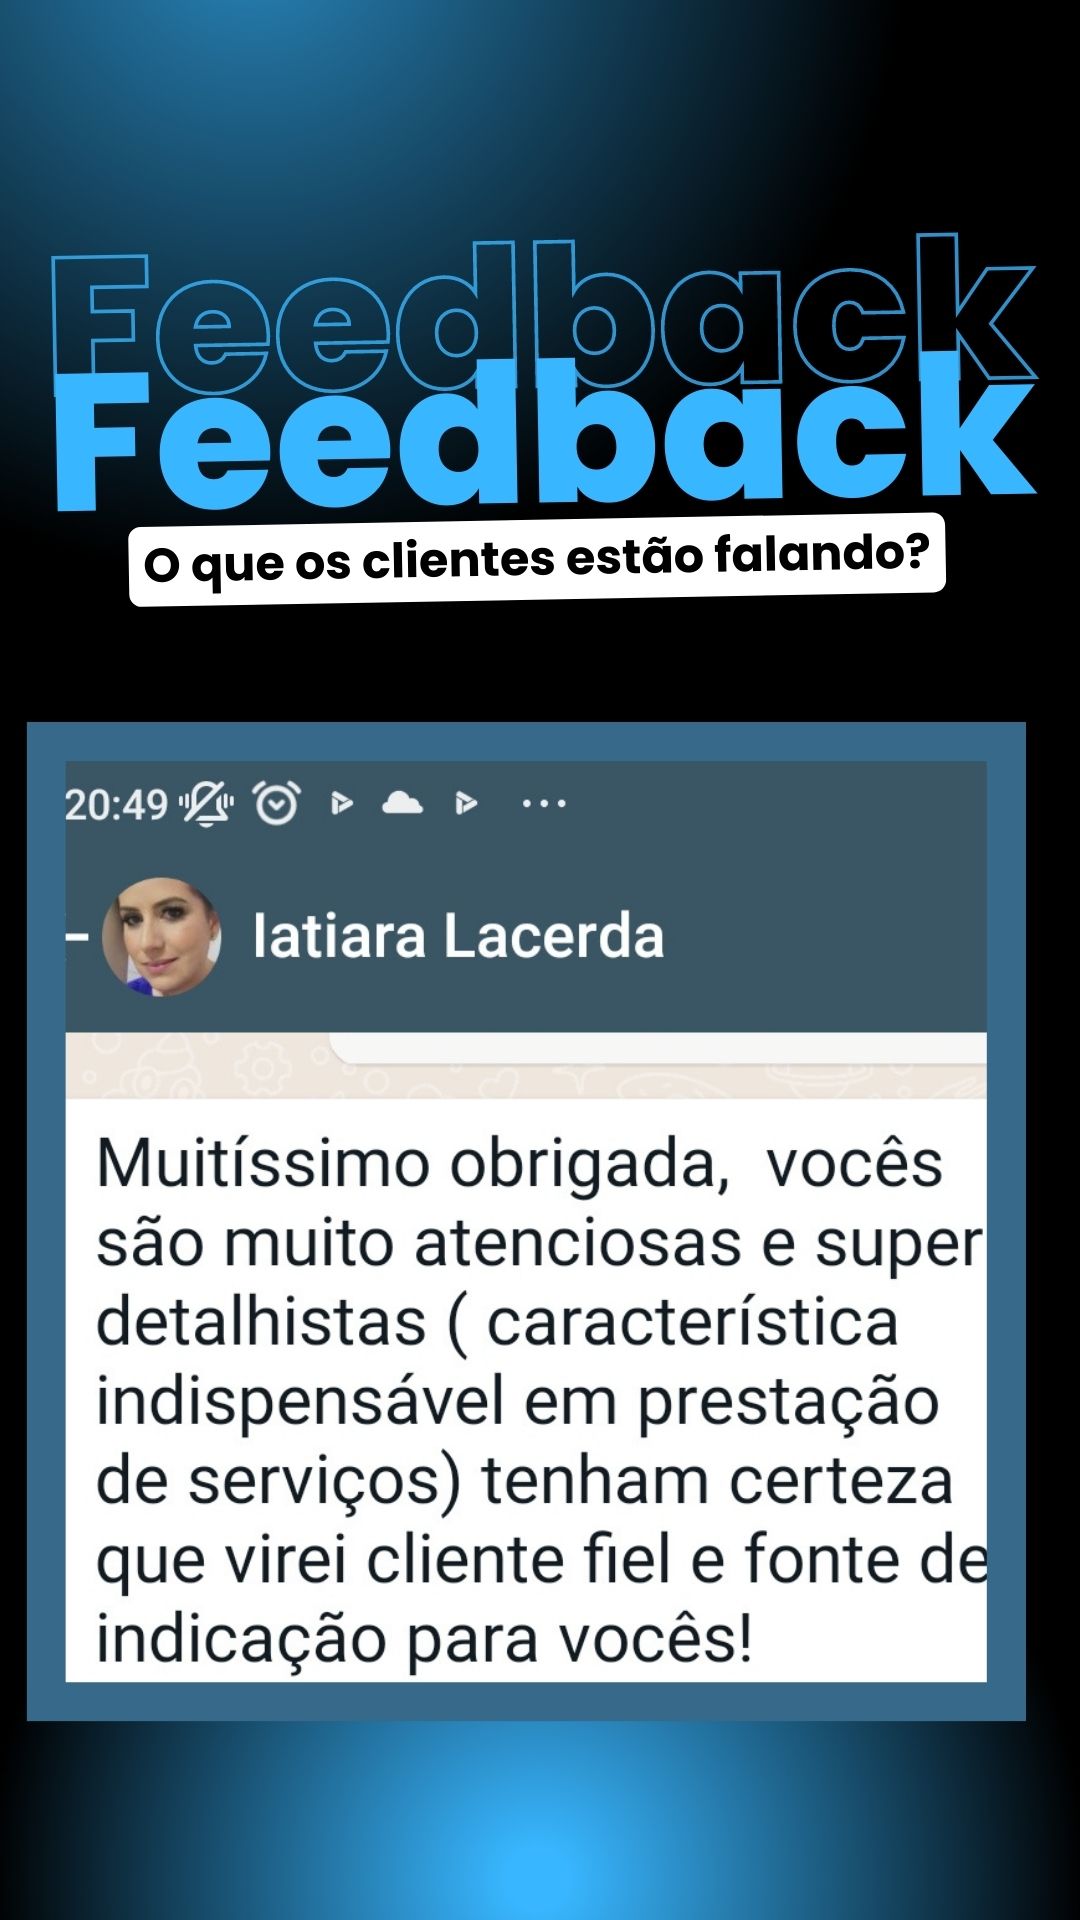 Feedback
Feedback
O que os clientes estão falando?
20:49
Iatiara Lacerda
Muitíssimo obrigada,  vocês
são muito atenciosas e super
detalhistas ( característica
indispensável em prestação
de serviços) tenham certeza
que virei cliente fiel e fonte de
indicação para vocês!